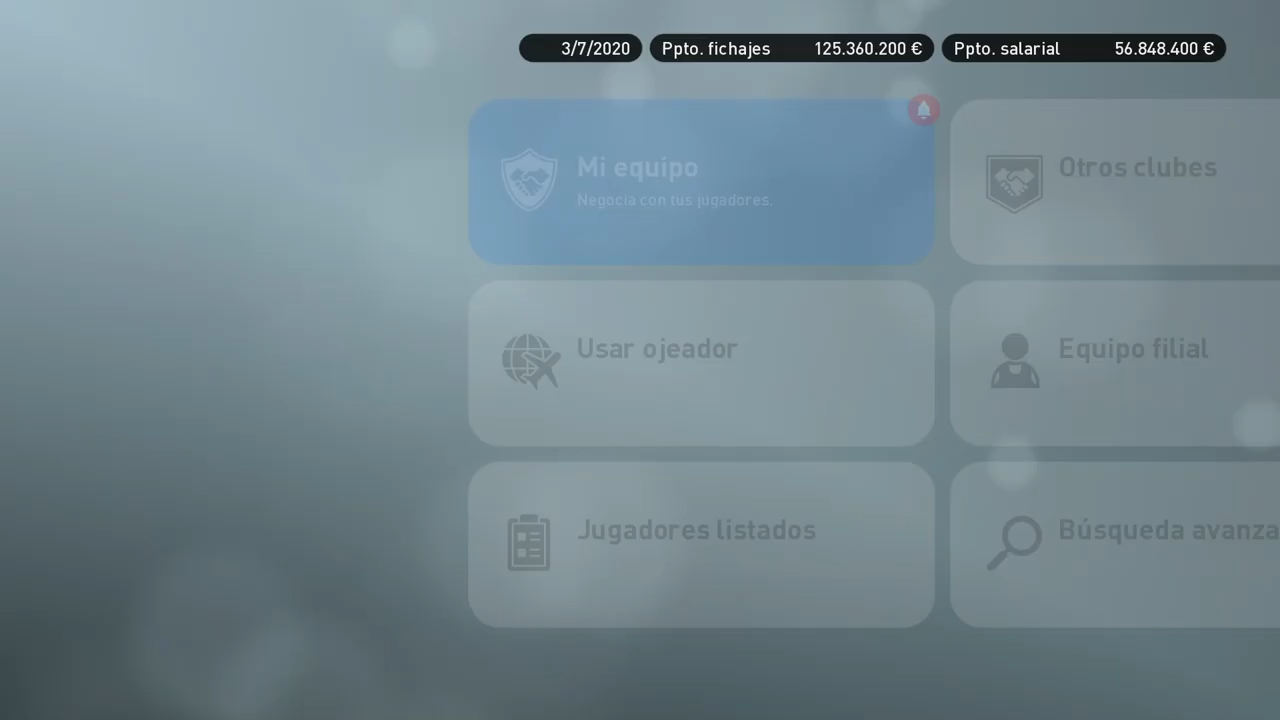 3/7/2020
Ppto. fichajes 125.360.200 €
Ppto. salarial 56.848.400 €
Mi equipo
Negocia con tus jugadores.
Otros clubes
Usar ojeador
Equipo filial
Jugadores listados
Búsqueda avanza